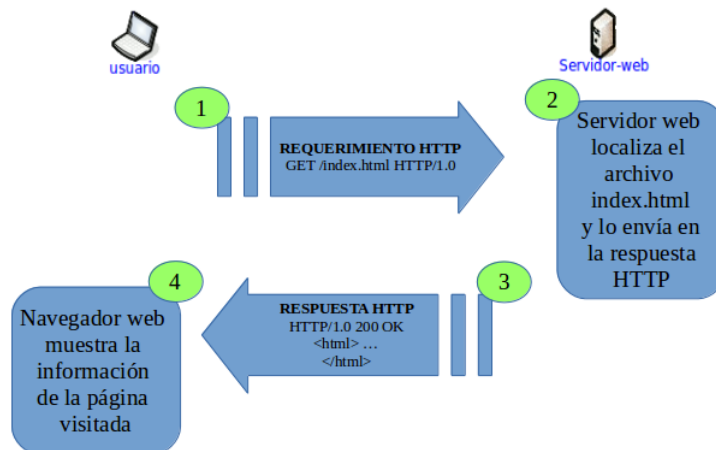 usuario
Servidor-web
1
REQUERIMIENTO HTTP
GET /index.html HTTP/1.0
2
Servidor web
localiza el
archivo
index.html
y lo envía en
la respuesta
HTTP
3
RESPUESTA HTTP
HTTP/1.0 200 OK
<html> ...
</html>
4
Navegador web
muestra la
información
de la página
visitada